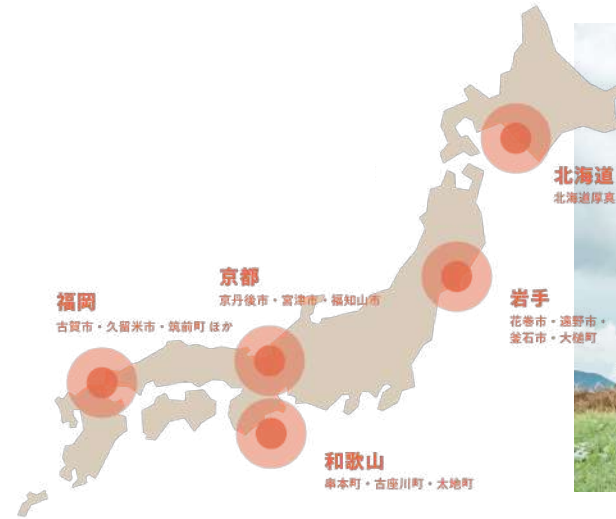 北海道
北海道厚真
京都
京丹後市・宮津市・福知山市
福岡
古賀市・久留米市・筑前町 ほか
岩手
花巻市・遠野市・
釜石市・大槌町
和歌山
串本町・古座川町・太地町